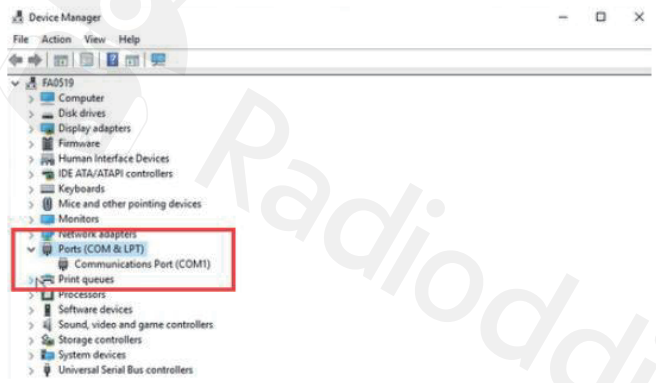 Device Manager
File Action View Help
FA0519
Computer
Disk drives
Display adapters
Firmware
Human Interface Devices
IDE ATA/ATAPI controllers
Keyboards
Mice and other pointing devices
Monitors
Network adapters
Ports (COM & LPT)
Communications Port (COM1)
Print queues
Processors
Software devices
Sound, video and game controllers
Storage controllers
System devices
Universal Serial Bus controllers
Radioddi